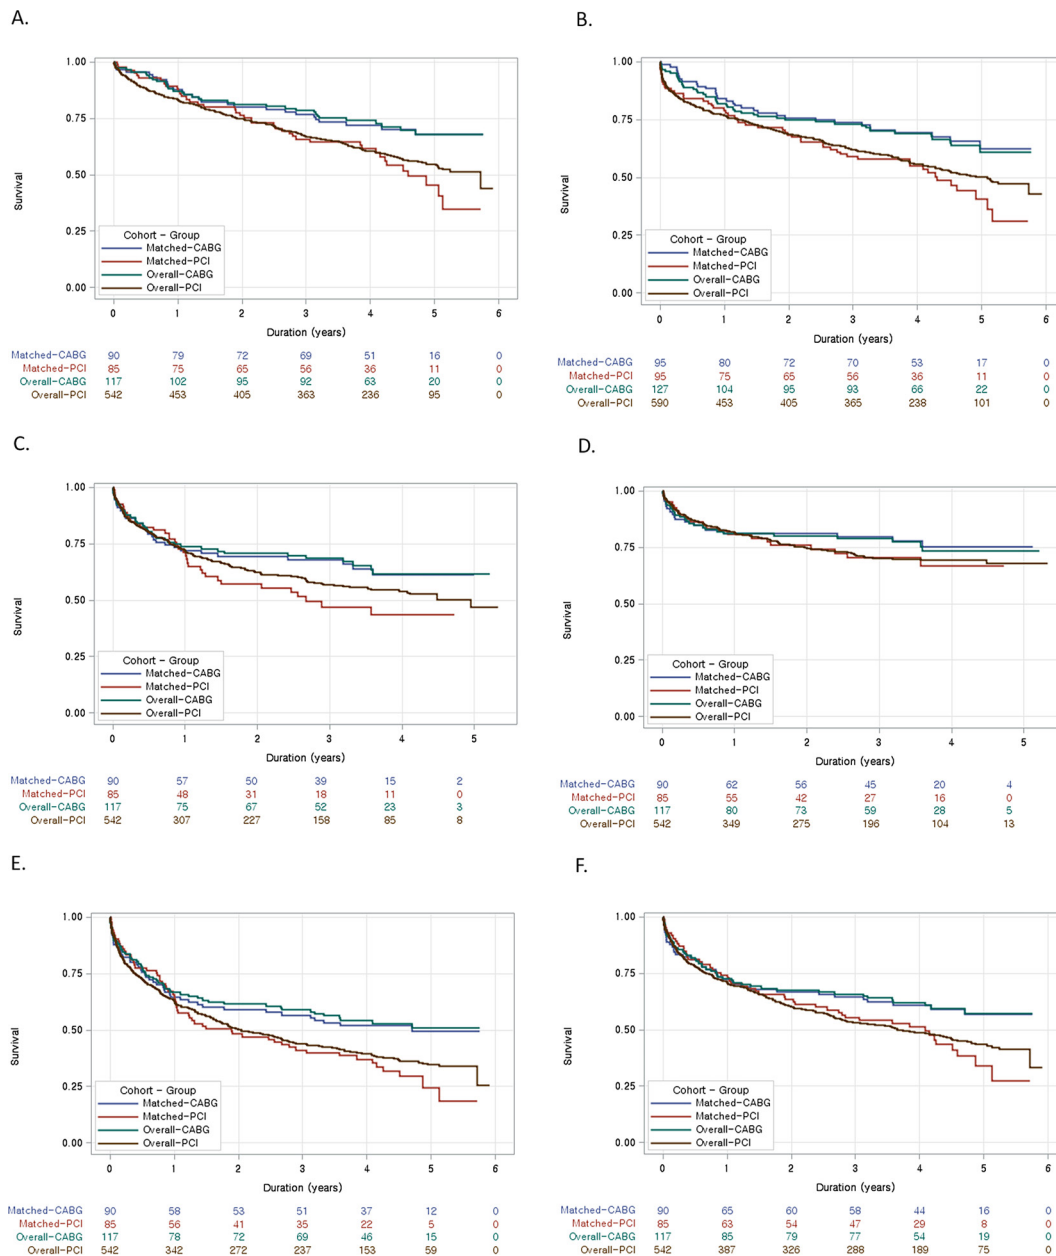 A.
1.00
0.75
0.50
0.25
0.00
Survival
Cohort – Group
Matched-CABG
Matched-PCI
Overall-CABG
Overall-PCI
0 1 2 3 4 5 6
Duration (years)
Matched-CABG 90 79 72 69 51 16 0
Matched-PCI 85 75 65 56 36 11 0
Overall-CABG 117 102 95 92 63 20 0
Overall-PCI 542 453 405 363 236 95 0
B.
1.00
0.75
0.50
0.25
0.00
Survival
Cohort – Group
Matched-CABG
Matched-PCI
Overall-CABG
Overall-PCI
0 1 2 3 4 5 6
Duration (years)
Matched-CABG 95 80 72 70 53 17 0
Matched-PCI 95 75 65 56 36 11 0
Overall-CABG 127 104 95 93 66 22 0
Overall-PCI 590 453 405 365 238 101 0
C.
1.00
0.75
0.50
0.25
0.00
Survival
Cohort – Group
Matched-CABG
Matched-PCI
Overall-CABG
Overall-PCI
0 1 2 3 4 5
Duration (years)
Matched-CABG 90 57 50 39 15 2
Matched-PCI 85 48 31 18 11 0
Overall-CABG 117 75 67 52 23 3
Overall-PCI 542 307 227 158 85 8
D.
1.00
0.75
0.50
0.25
0.00
Survival
Cohort – Group
Matched-CABG
Matched-PCI
Overall-CABG
Overall-PCI
0 1 2 3 4 5
Duration (years)
Matched-CABG 90 62 56 45 20 4
Matched-PCI 85 55 42 27 16 0
Overall-CABG 117 80 73 59 28 5
Overall-PCI 542 349 275 196 104 13
E.
1.00
0.75
0.50
0.25
0.00
Survival
Cohort – Group
Matched-CABG
Matched-PCI
Overall-CABG
Overall-PCI
0 1 2 3 4 5 6
Duration (years)
Matched-CABG 90 58 53 51 37 12 0
Matched-PCI 85 56 41 35 22 5 0
Overall-CABG 117 78 72 69 46 15 0
Overall-PCI 542 342 272 237 153 59 0
F.
1.00
0.75
0.50
0.25
0.00
Survival
Cohort – Group
Matched-CABG
Matched-PCI
Overall-CABG
Overall-PCI
0 1 2 3 4 5 6
Duration (years)
Matched-CABG 90 65 60 58 44 16 0
Matched-PCI 85 63 54 47 29 8 0
Overall-CABG 117 85 79 77 54 19 0
Overall-PCI 542 387 326 288 189 75 0